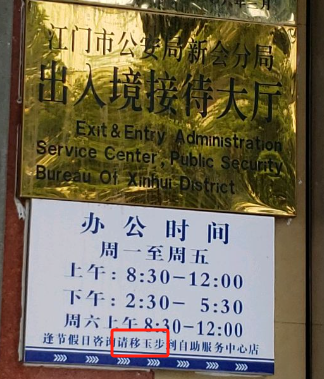 江门市公安局新会分局
出入境接待大厅
Exit & Entry Administration
Service Center, Public Security
Bureau Of Xinhui District
办公时间
周一至周五
上午：8:30－12:00
下午：2:30－5:30
周六上午8:30－12:00
逢节假日咨询请移玉步到自助服务中心店